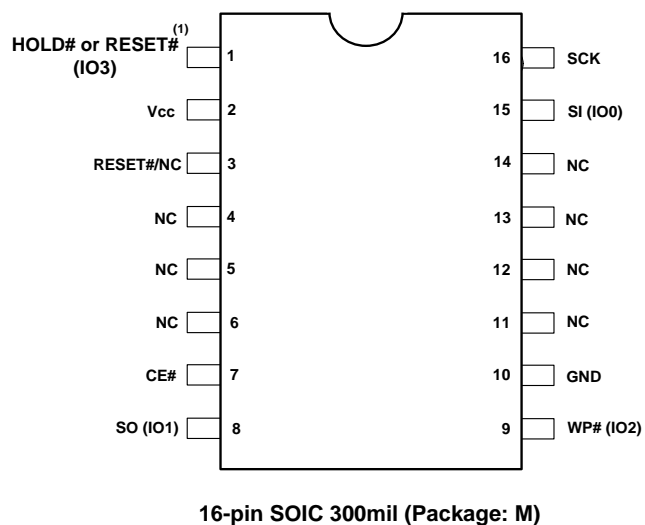 HOLD# or RESET# (1)
(IO3)
1
16
SCK
Vcc
2
15
SI (IO0)
RESET#/NC
3
14
NC
NC
4
13
NC
NC
5
12
NC
NC
6
11
NC
CE#
7
10
GND
SO (IO1)
8
9
WP# (IO2)
16-pin SOIC 300mil (Package: M)